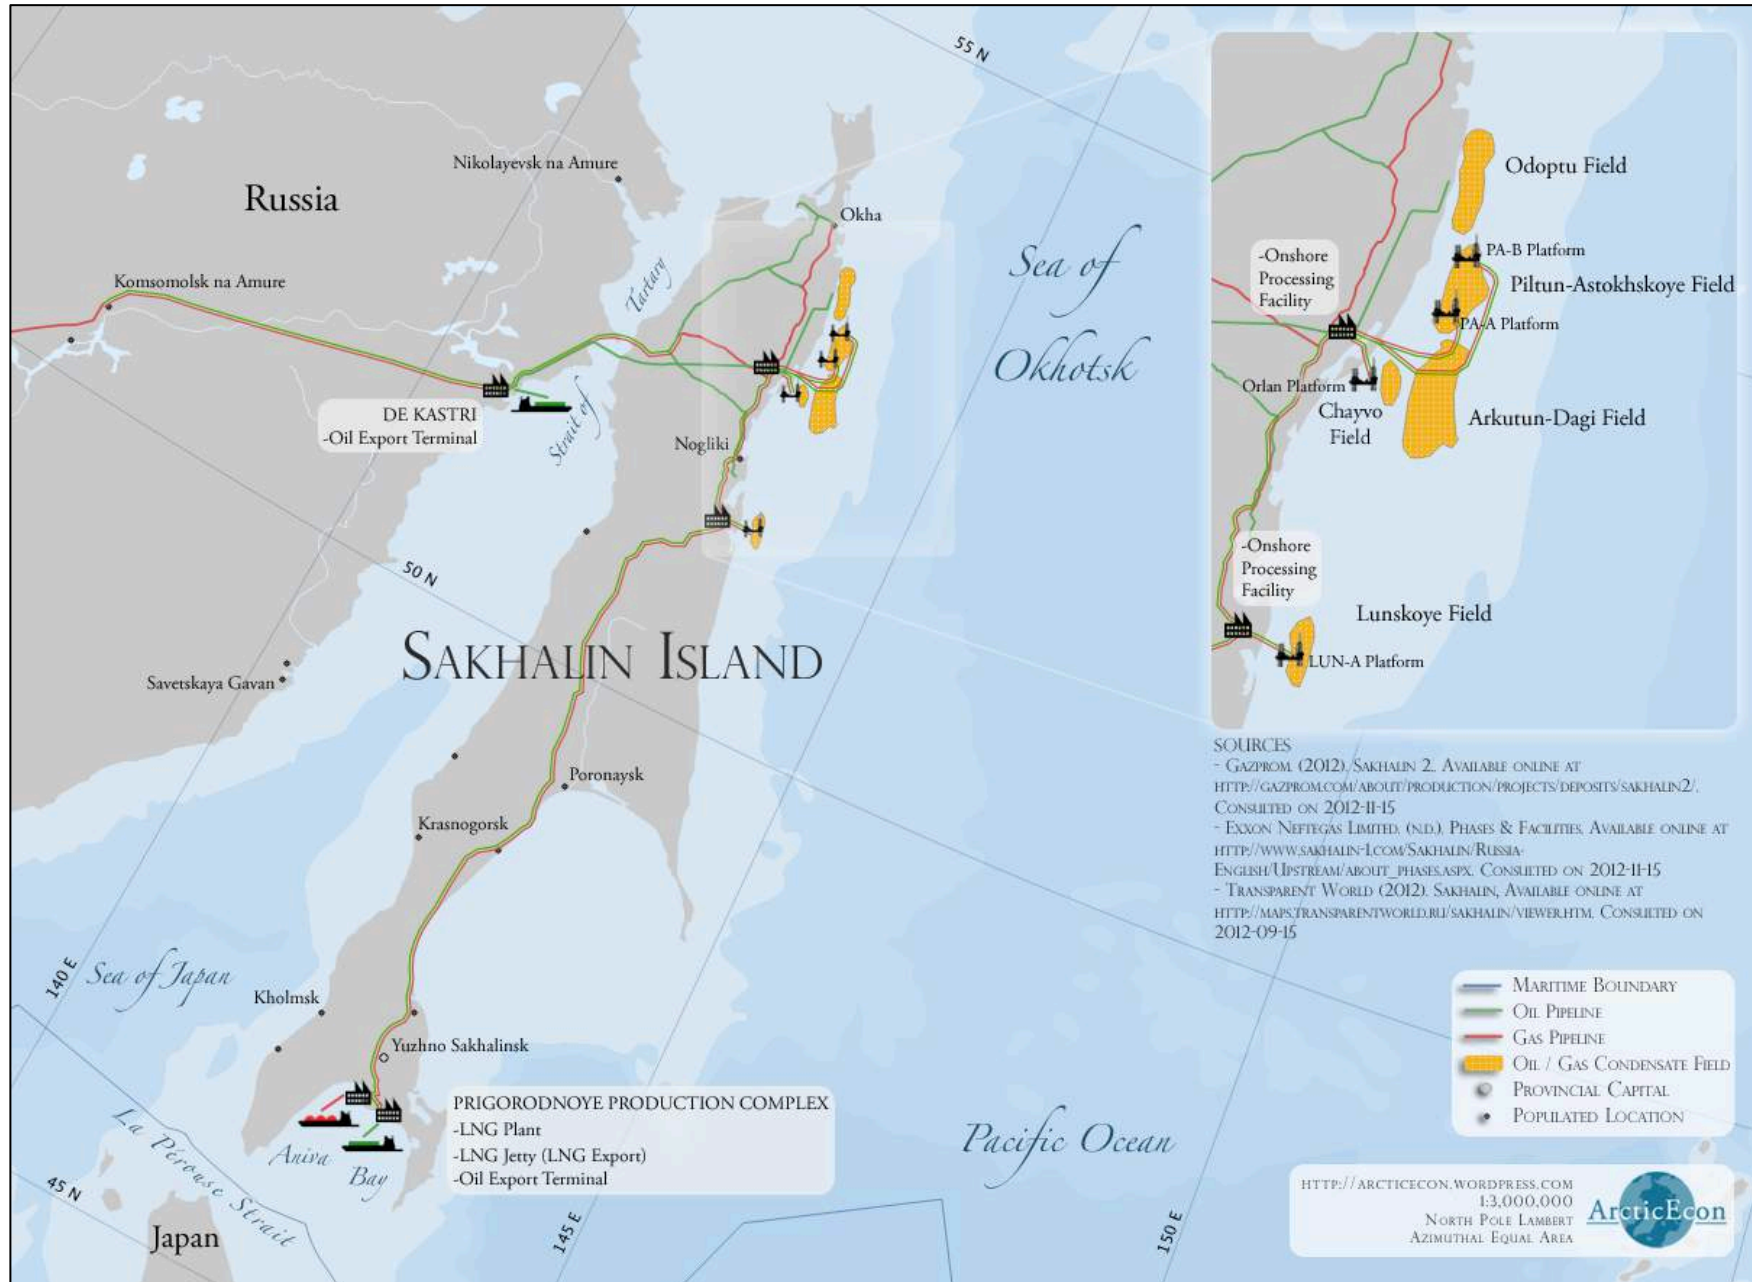 55 N
Russia
Nikolayevsk na Amure
Okha
Komsomolsk na Amure
Tartary
Strait of
Sea of
Okhotsk
DE KASTRI
-Oil Export Terminal
Nogliki
50 N
SAKHALIN ISLAND
Savetskaya Gavan
Poronaysk
Krasnogorsk
140 E
Sea of Japan
Kholmsk
Yuzhno Sakhalinsk
PRIGORODNOYE PRODUCTION COMPLEX
-LNG Plant
-LNG Jetty (LNG Export)
-Oil Export Terminal
Aniva
Bay
La Pérouse Strait
45 N
Japan
145 E
Pacific Ocean
150 E
Odoptu Field
PA-B Platform
-Onshore
Processing
Facility
Piltun-Astokhskoye Field
PA-A Platform
Orlan Platform
Chayvo
Field
Arkutun-Dagi Field
-Onshore
Processing
Facility
Lunskoye Field
LUN-A Platform
SOURCES
- GAZPROM. (2012). SAKHALIN 2. AVAILABLE ONLINE AT
HTTP://GAZPROM.COM/ABOUT/PRODUCTION/PROJECTS/DEPOSITS/SAKHALIN2/.
CONSULTED ON 2012-11-15
- EXXON NEFTEGAS LIMITED. (N.D.). PHASES & FACILITIES. AVAILABLE ONLINE AT
HTTP://WWW.SAKHALIN-1.COM/SAKHALIN/RUSSIA-
ENGLISH/UPSTREAM/ABOUT_PHASES.ASPX. CONSULTED ON 2012-11-15
- TRANSPARENT WORLD (2012). SAKHALIN, AVAILABLE ONLINE AT
HTTP://MAPS.TRANSPARENTWORLD.RU/SAKHALIN/VIEWER.HTM. CONSULTED ON
2012-09-15
MARITIME BOUNDARY
OIL PIPELINE
GAS PIPELINE
OIL / GAS CONDENSATE FIELD
PROVINCIAL CAPITAL
POPULATED LOCATION
HTTP://ARCTICECON.WORDPRESS.COM
1:3,000,000
NORTH POLE LAMBERT
AZIMUTHAL EQUAL AREA
ArcticEcon